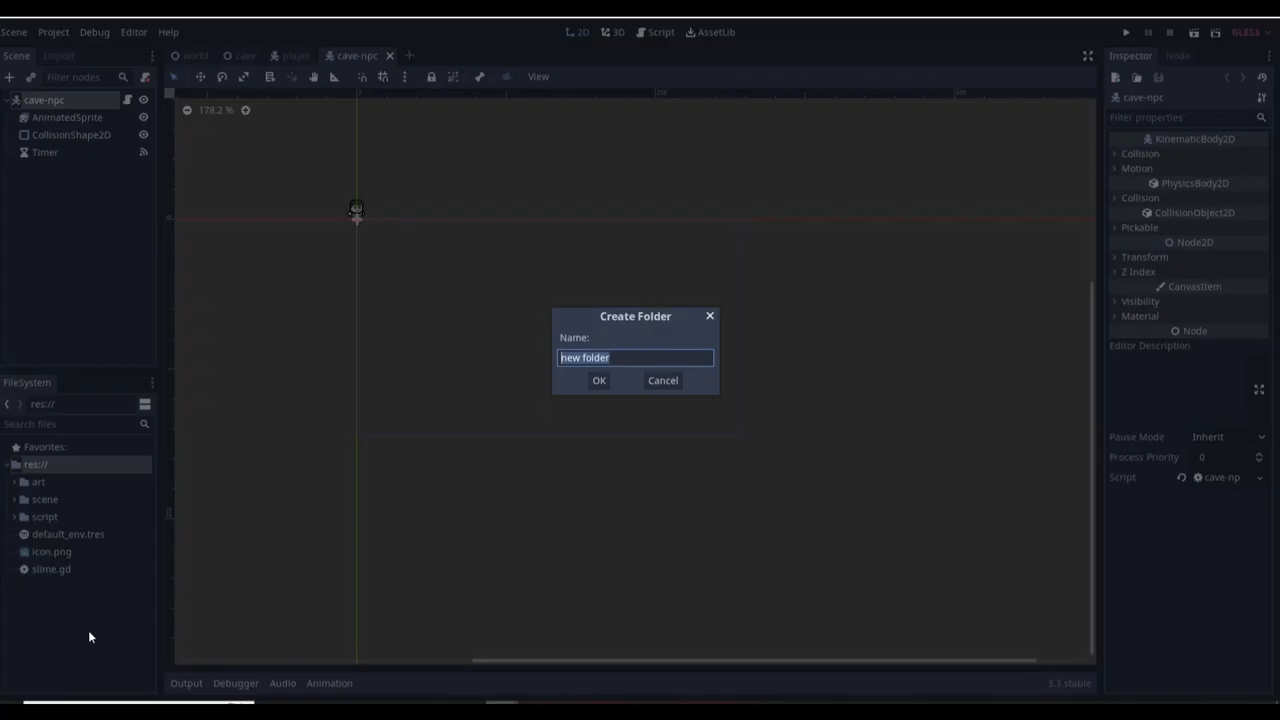 Scene Project Debug Editor Help 2D 3D Script AssetLib GLES3
Scene Import world cave player cave-npc Inspector Node
Filter nodes View
cave-npc 178.2 % cave-npc
AnimatedSprite Filter properties
CollisionShape2D KinematicBody2D
Timer Collision
Motion
PhysicsBody2D
Collision
CollisionObject2D
Pickable
Node2D
Transform
Z Index
CanvasItem
Visibility
Material
Node
Editor Description
Create Folder
Name:
new folder
OK Cancel
FileSystem
res://
Search files
Favorites:
res://
art
scene
script
default_env.tres
icon.png
slime.gd
Pause Mode Inherit
Process Priority 0
Script cave-np
Output Debugger Audio Animation 3.3.stable